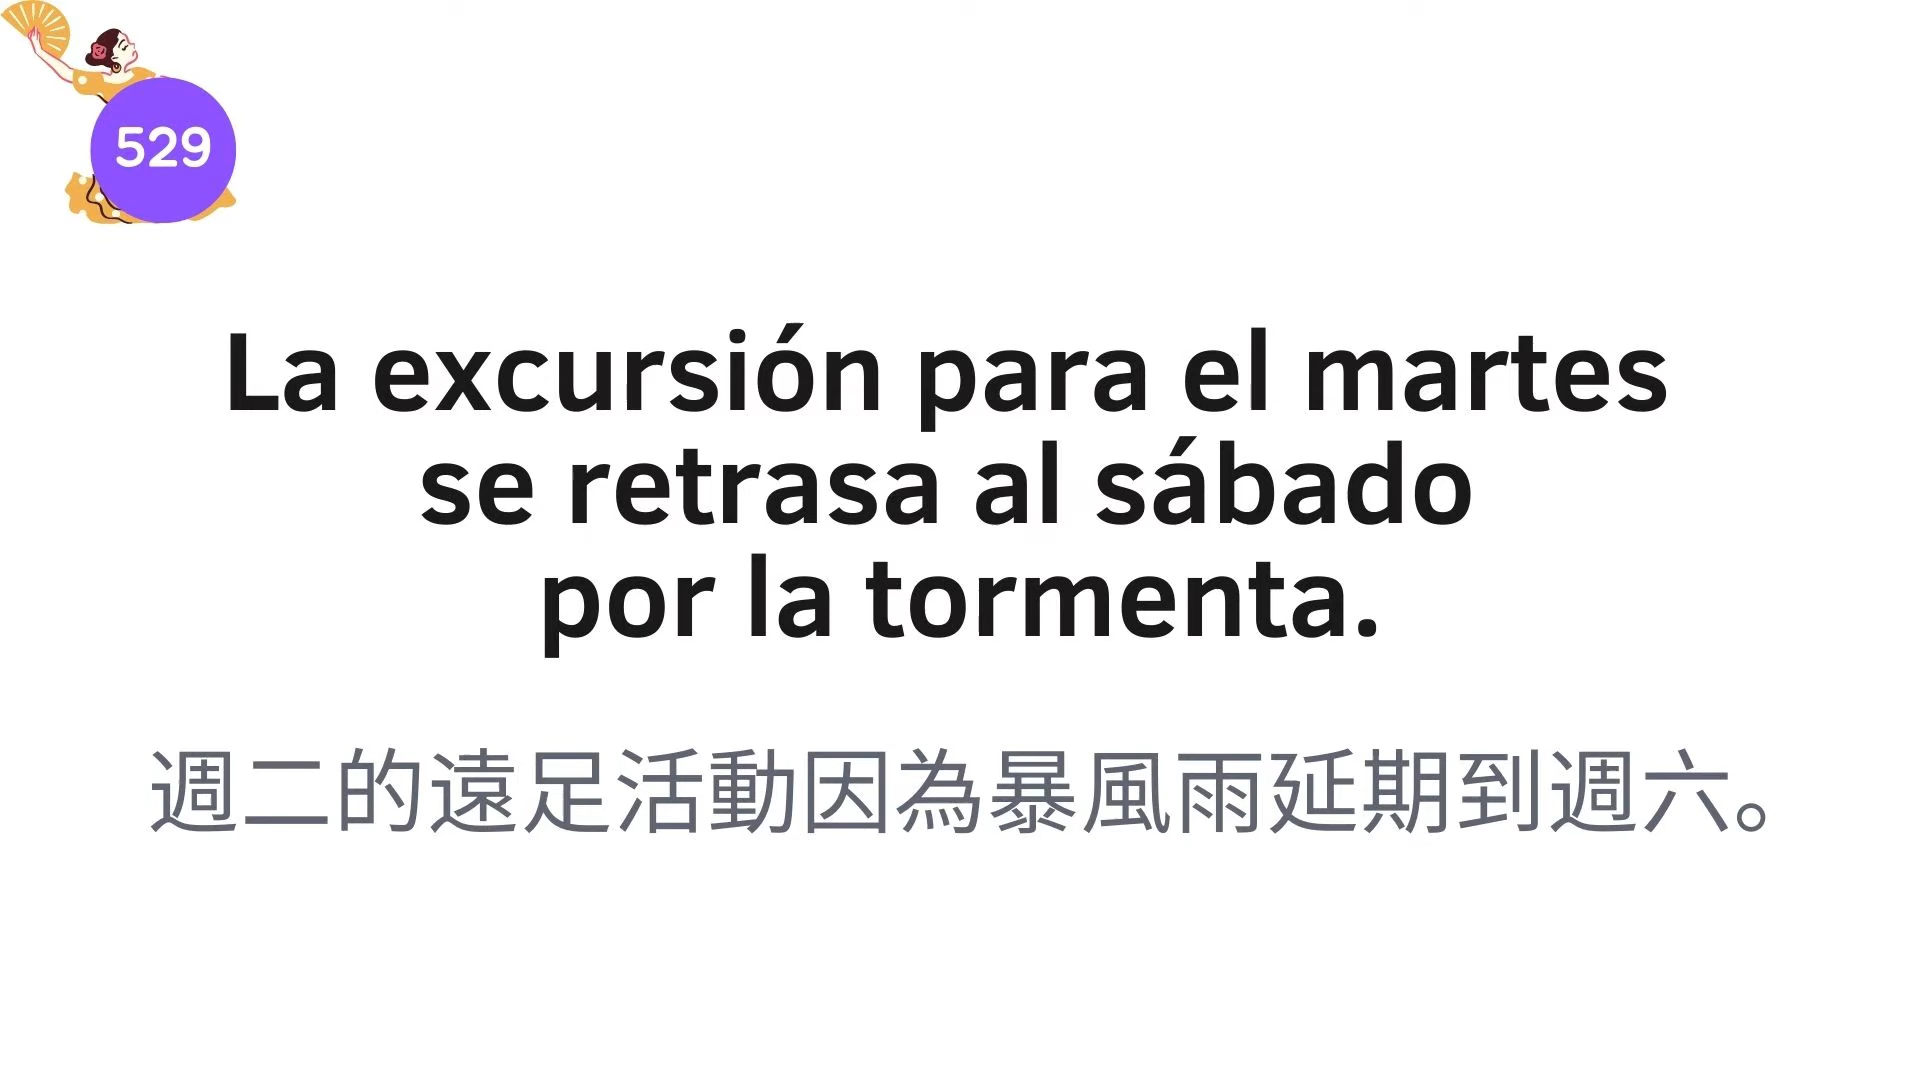 529
La excursión para el martes
se retrasa al sábado
por la tormenta.
週二的遠足活動因為暴風雨延期到週六。